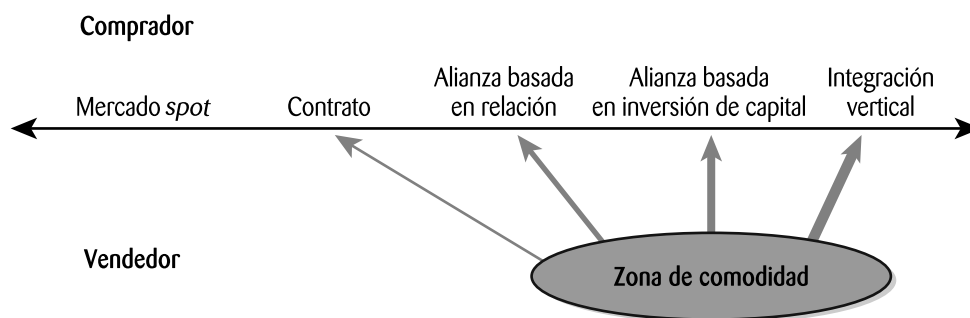 Comprador
Mercado spot
Contrato
Alianza basada
en relación
Alianza basada
en inversión de capital
Integración
vertical
Vendedor
Zona de comodidad